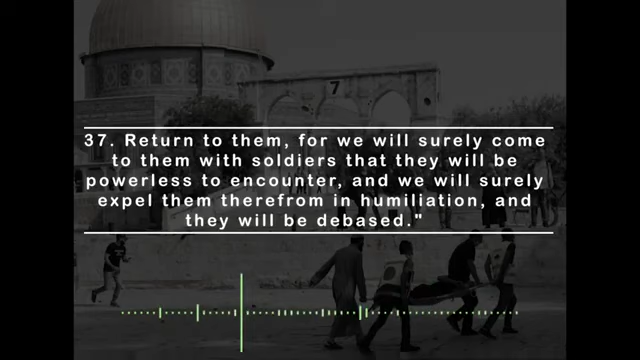 7
37. Return to them, for we will surely come
to them with soldiers that they will be
powerless to encounter, and we will surely
expel them therefrom in humiliation, and
they will be debased."